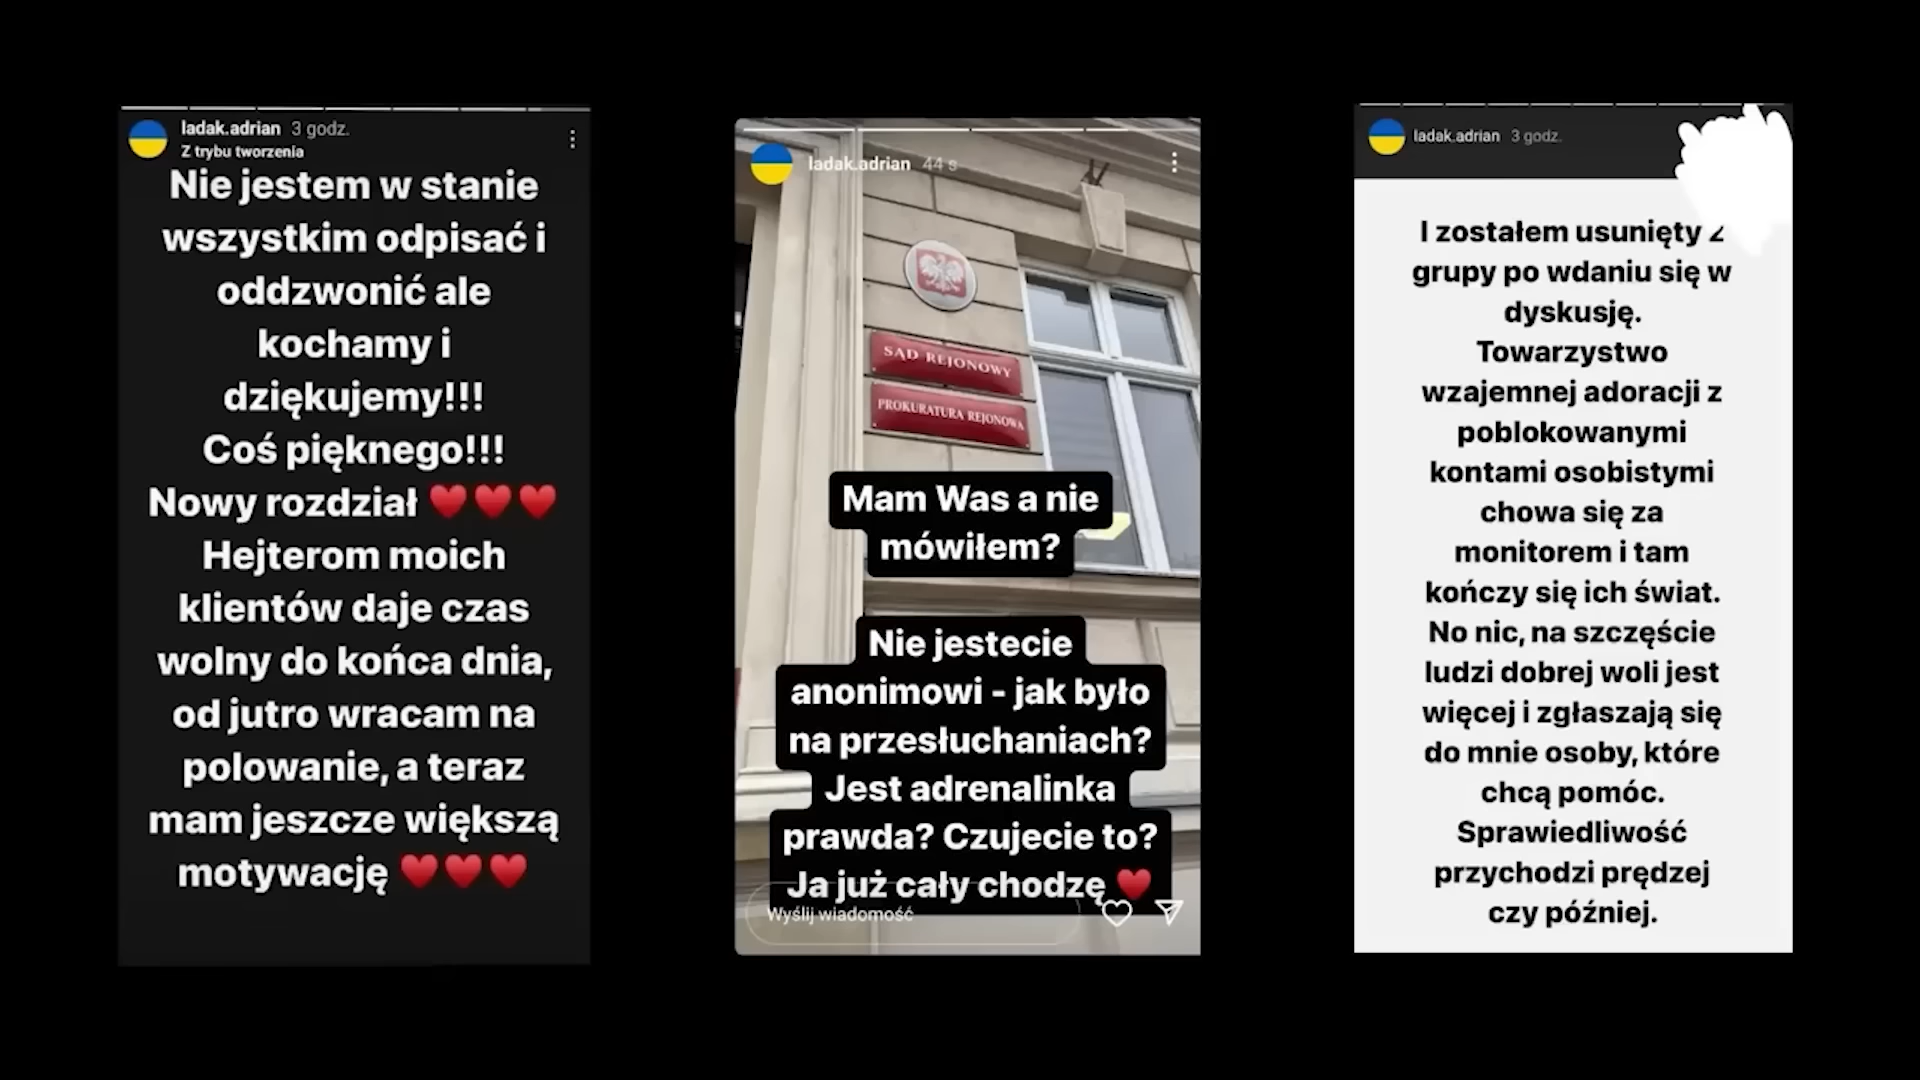 ladak.adrian 3 godz.
Z trybu tworzenia
Nie jestem w stanie
wszystkim odpisać i
oddzwonić ale
kochamy i
dziękujemy!!!
Coś pięknego!!!
Nowy rozdział ♥️♥️♥️
Hejterom moich
klientów daje czas
wolny do końca dnia,
od jutro wracam na
polowanie, a teraz
mam jeszcze większą
motywację ♥️♥️♥️
ladak.adrian 44 s
SĄD REJONOWY
PROKURATURA REJONOWA
Mam Was a nie
mówiłem?
Nie jestecie
anonimowi - jak było
na przesłuchaniach?
Jest adrenalinka
prawda? Czujecie to?
Ja już cały chodzę ♥️
Wyślij wiadomość
ladak.adrian 3 godz.
I zostałem usunięty z
grupy po wdaniu się w
dyskusję.
Towarzystwo
wzajemnej adoracji z
poblokowanymi
kontami osobistymi
chowa się za
monitorem i tam
kończy się ich świat.
No nic, na szczęście
ludzi dobrej woli jest
więcej i zgłaszają się
do mnie osoby, które
chcą pomóc.
Sprawiedliwość
przychodzi prędzej
czy później.